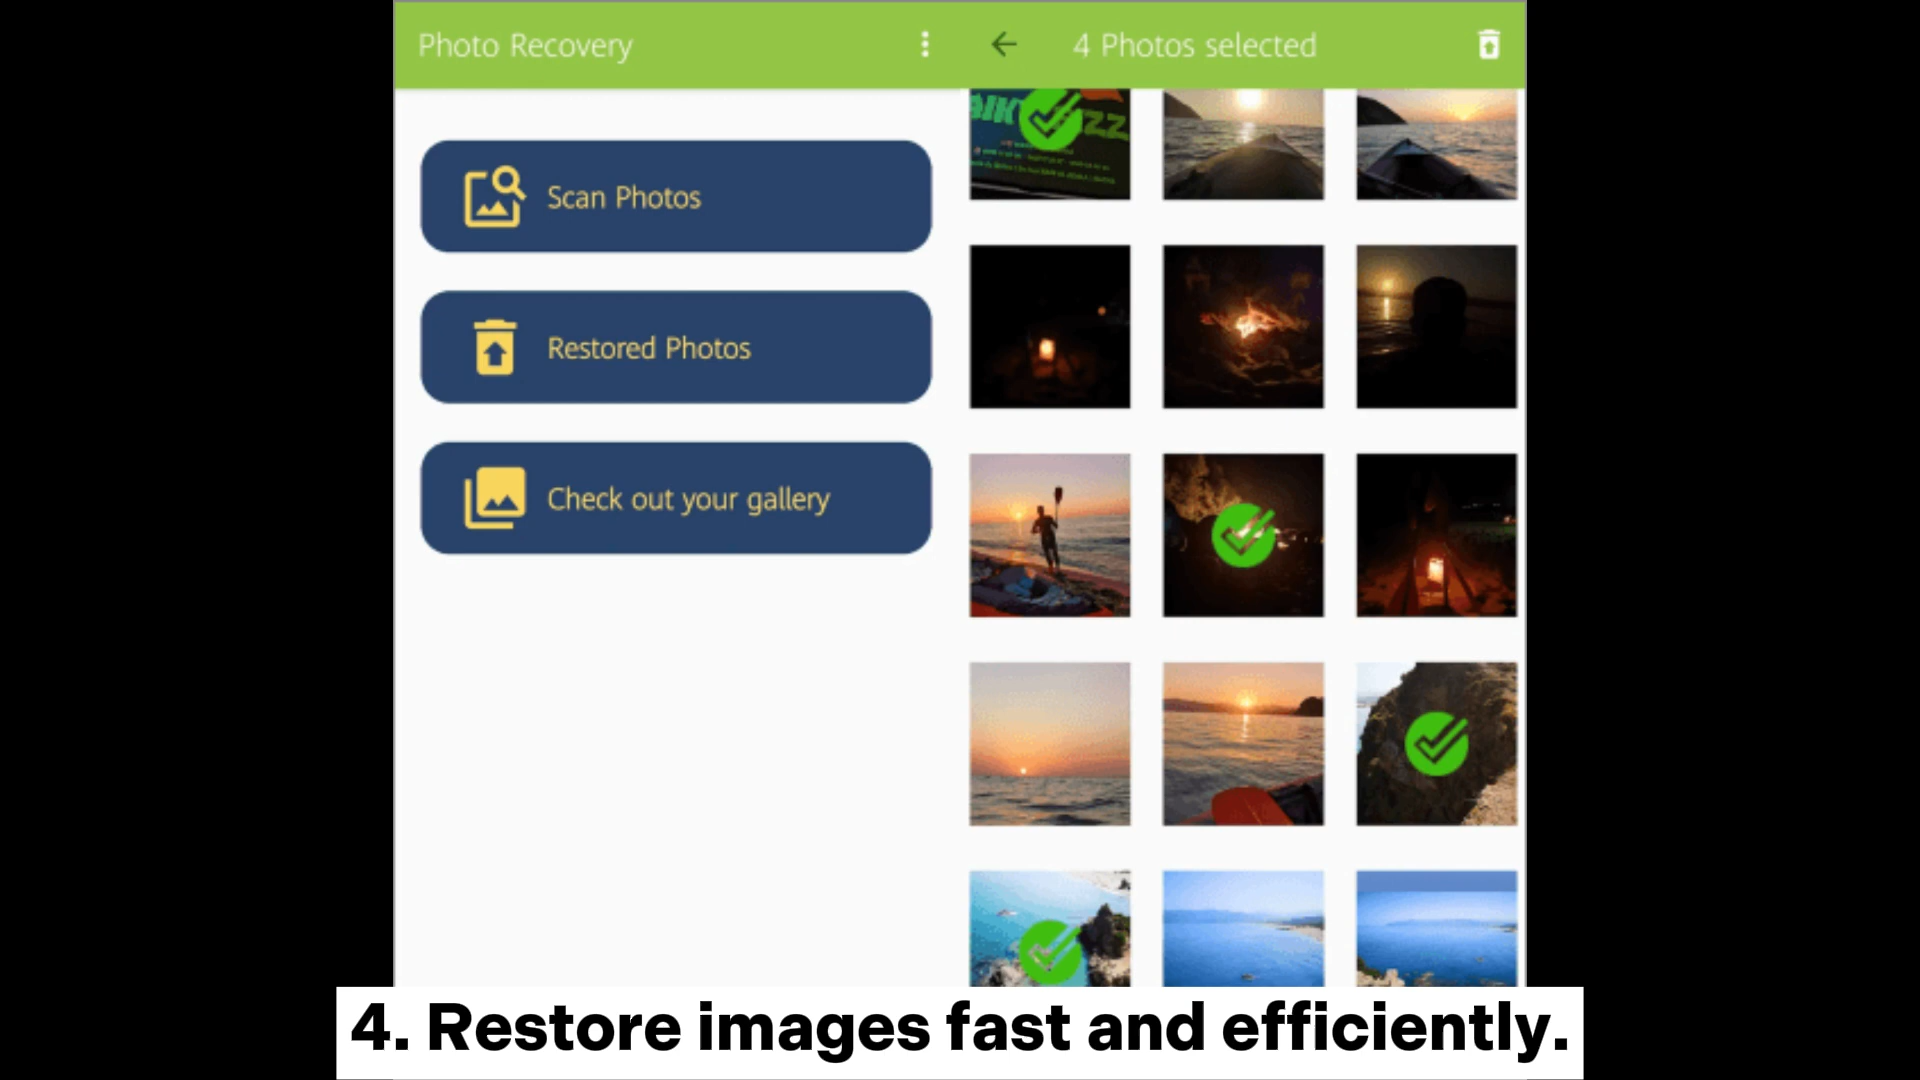 Photo Recovery
4 Photos selected
Scan Photos
Restored Photos
Check out your gallery
4. Restore images fast and efficiently.